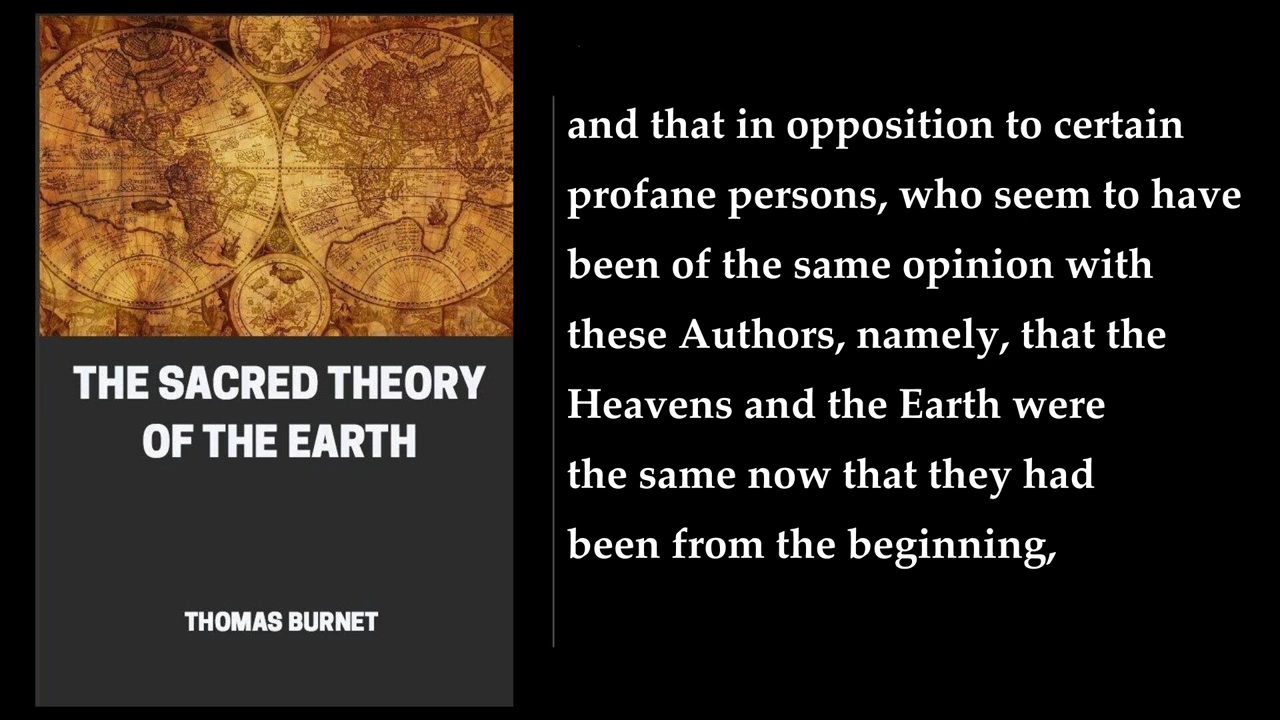 THE SACRED THEORY
OF THE EARTH
THOMAS BURNET
and that in opposition to certain
profane persons, who seem to have
been of the same opinion with
these Authors, namely, that the
Heavens and the Earth were
the same now that they had
been from the beginning,